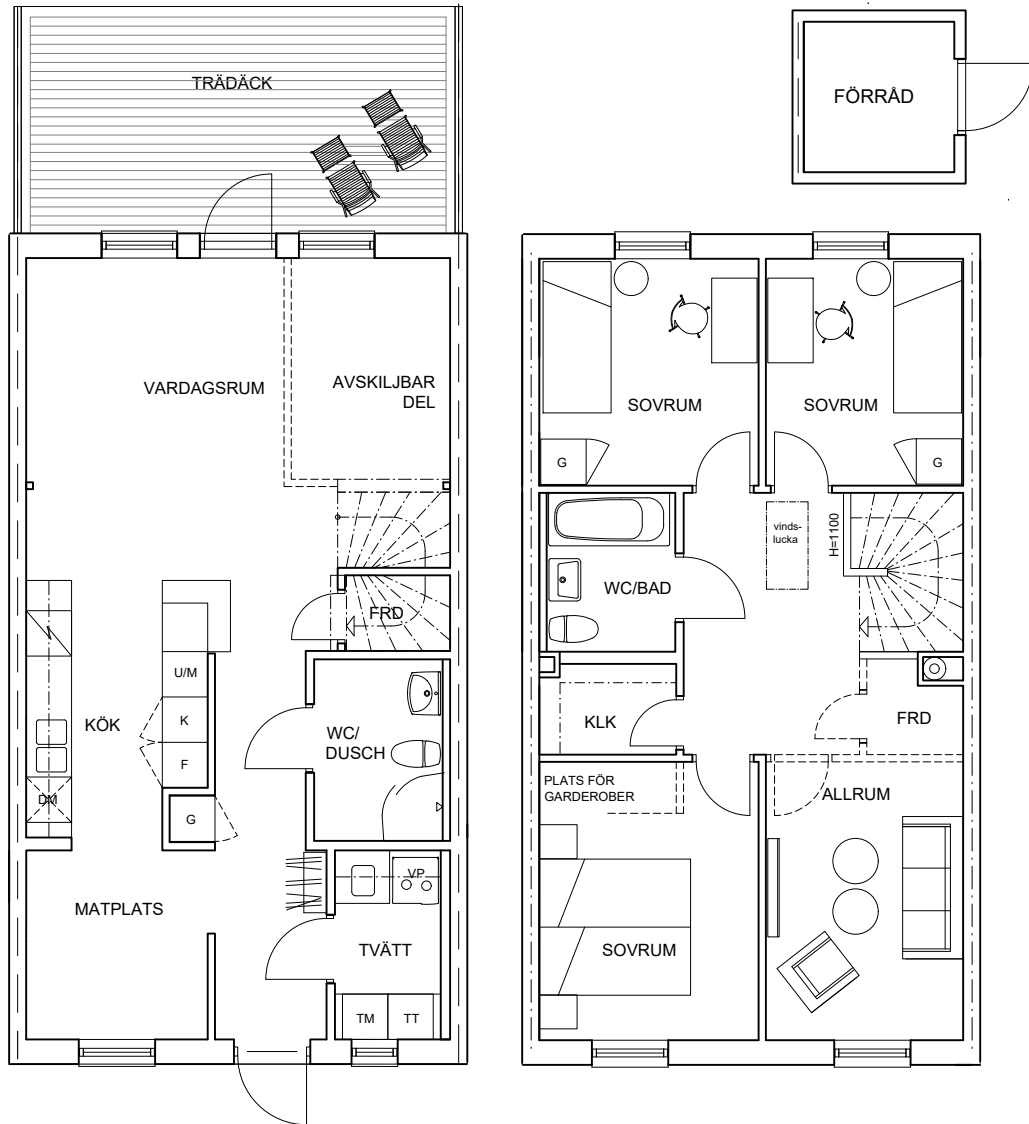 TRÄDÄCK
FÖRRÅD
VARDAGSRUM
AVSKILJBAR
DEL
FRD
U/M
K
F
KÖK
DM
G
WC/
DUSCH
MATPLATS
VP
TVÄTT
TM
TT
SOVRUM
SOVRUM
G
G
vinds-
lucka
H=1100
WC/BAD
KLK
FRD
PLATS FÖR
GARDEROBER
ALLRUM
SOVRUM